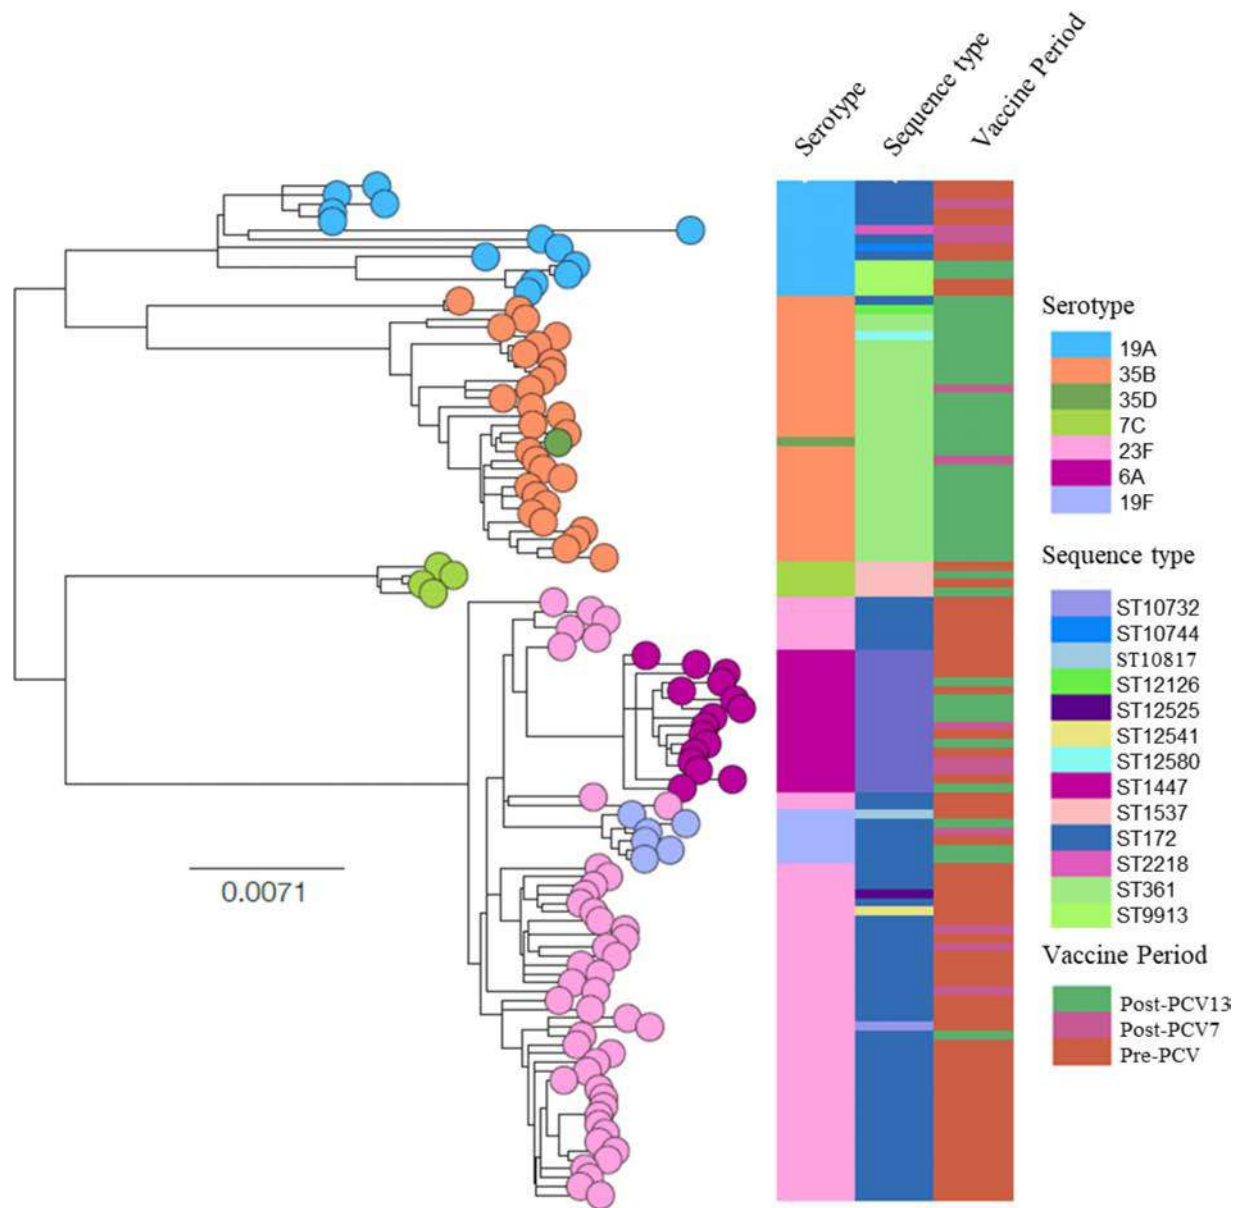 Serotype
Sequence type
Vaccine Period
Serotype
19A
35B
35D
7C
23F
6A
19F
Sequence type
ST10732
ST10744
ST10817
ST12126
ST12525
ST12541
ST12580
ST1447
ST1537
ST172
ST2218
ST361
ST9913
0.0071
Vaccine Period
Post-PCV13
Post-PCV7
Pre-PCV